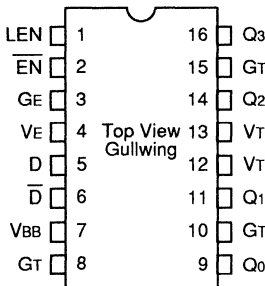 LEN 1 16 Q3
E̅N̅ 2 15 GT
GE 3 14 Q2
VE 4 Top View 13 VT
D 5 Gullwing 12 VT
D̅ 6 11 Q1
VBB 7 10 GT
GT 8 9 Q0